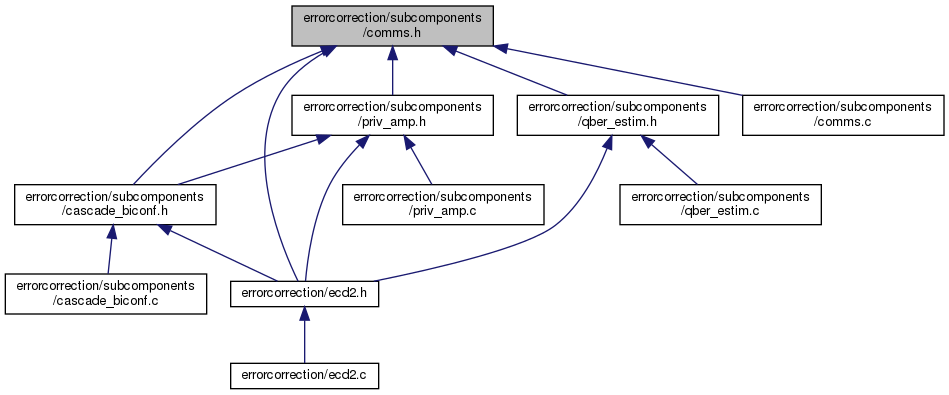 errorcorrection/subcomponents
/comms.h
errorcorrection/subcomponents
/priv_amp.h
errorcorrection/subcomponents
/qber_estim.h
errorcorrection/subcomponents
/comms.c
errorcorrection/subcomponents
/cascade_biconf.h
errorcorrection/subcomponents
/priv_amp.c
errorcorrection/subcomponents
/qber_estim.c
errorcorrection/subcomponents
/cascade_biconf.c
errorcorrection/ecd2.h
errorcorrection/ecd2.c